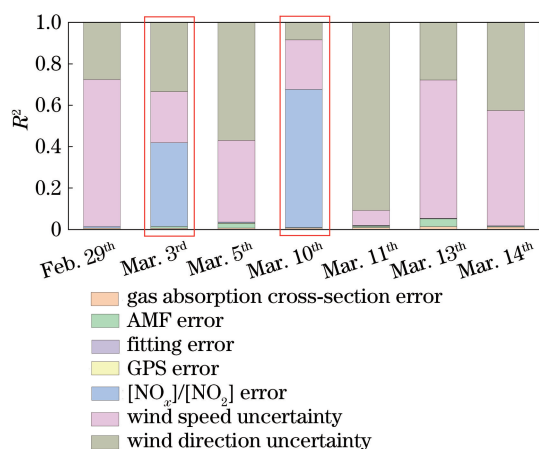 1.0
0.8
0.6
0.4
0.2
0
R²
Feb. 29ᵗʰ
Mar. 3ʳᵈ
Mar. 5ᵗʰ
Mar. 10ᵗʰ
Mar. 11ᵗʰ
Mar. 13ᵗʰ
Mar. 14ᵗʰ
gas absorption cross-section error
AMF error
fitting error
GPS error
[NOₓ]/[NO₂] error
wind speed uncertainty
wind direction uncertainty